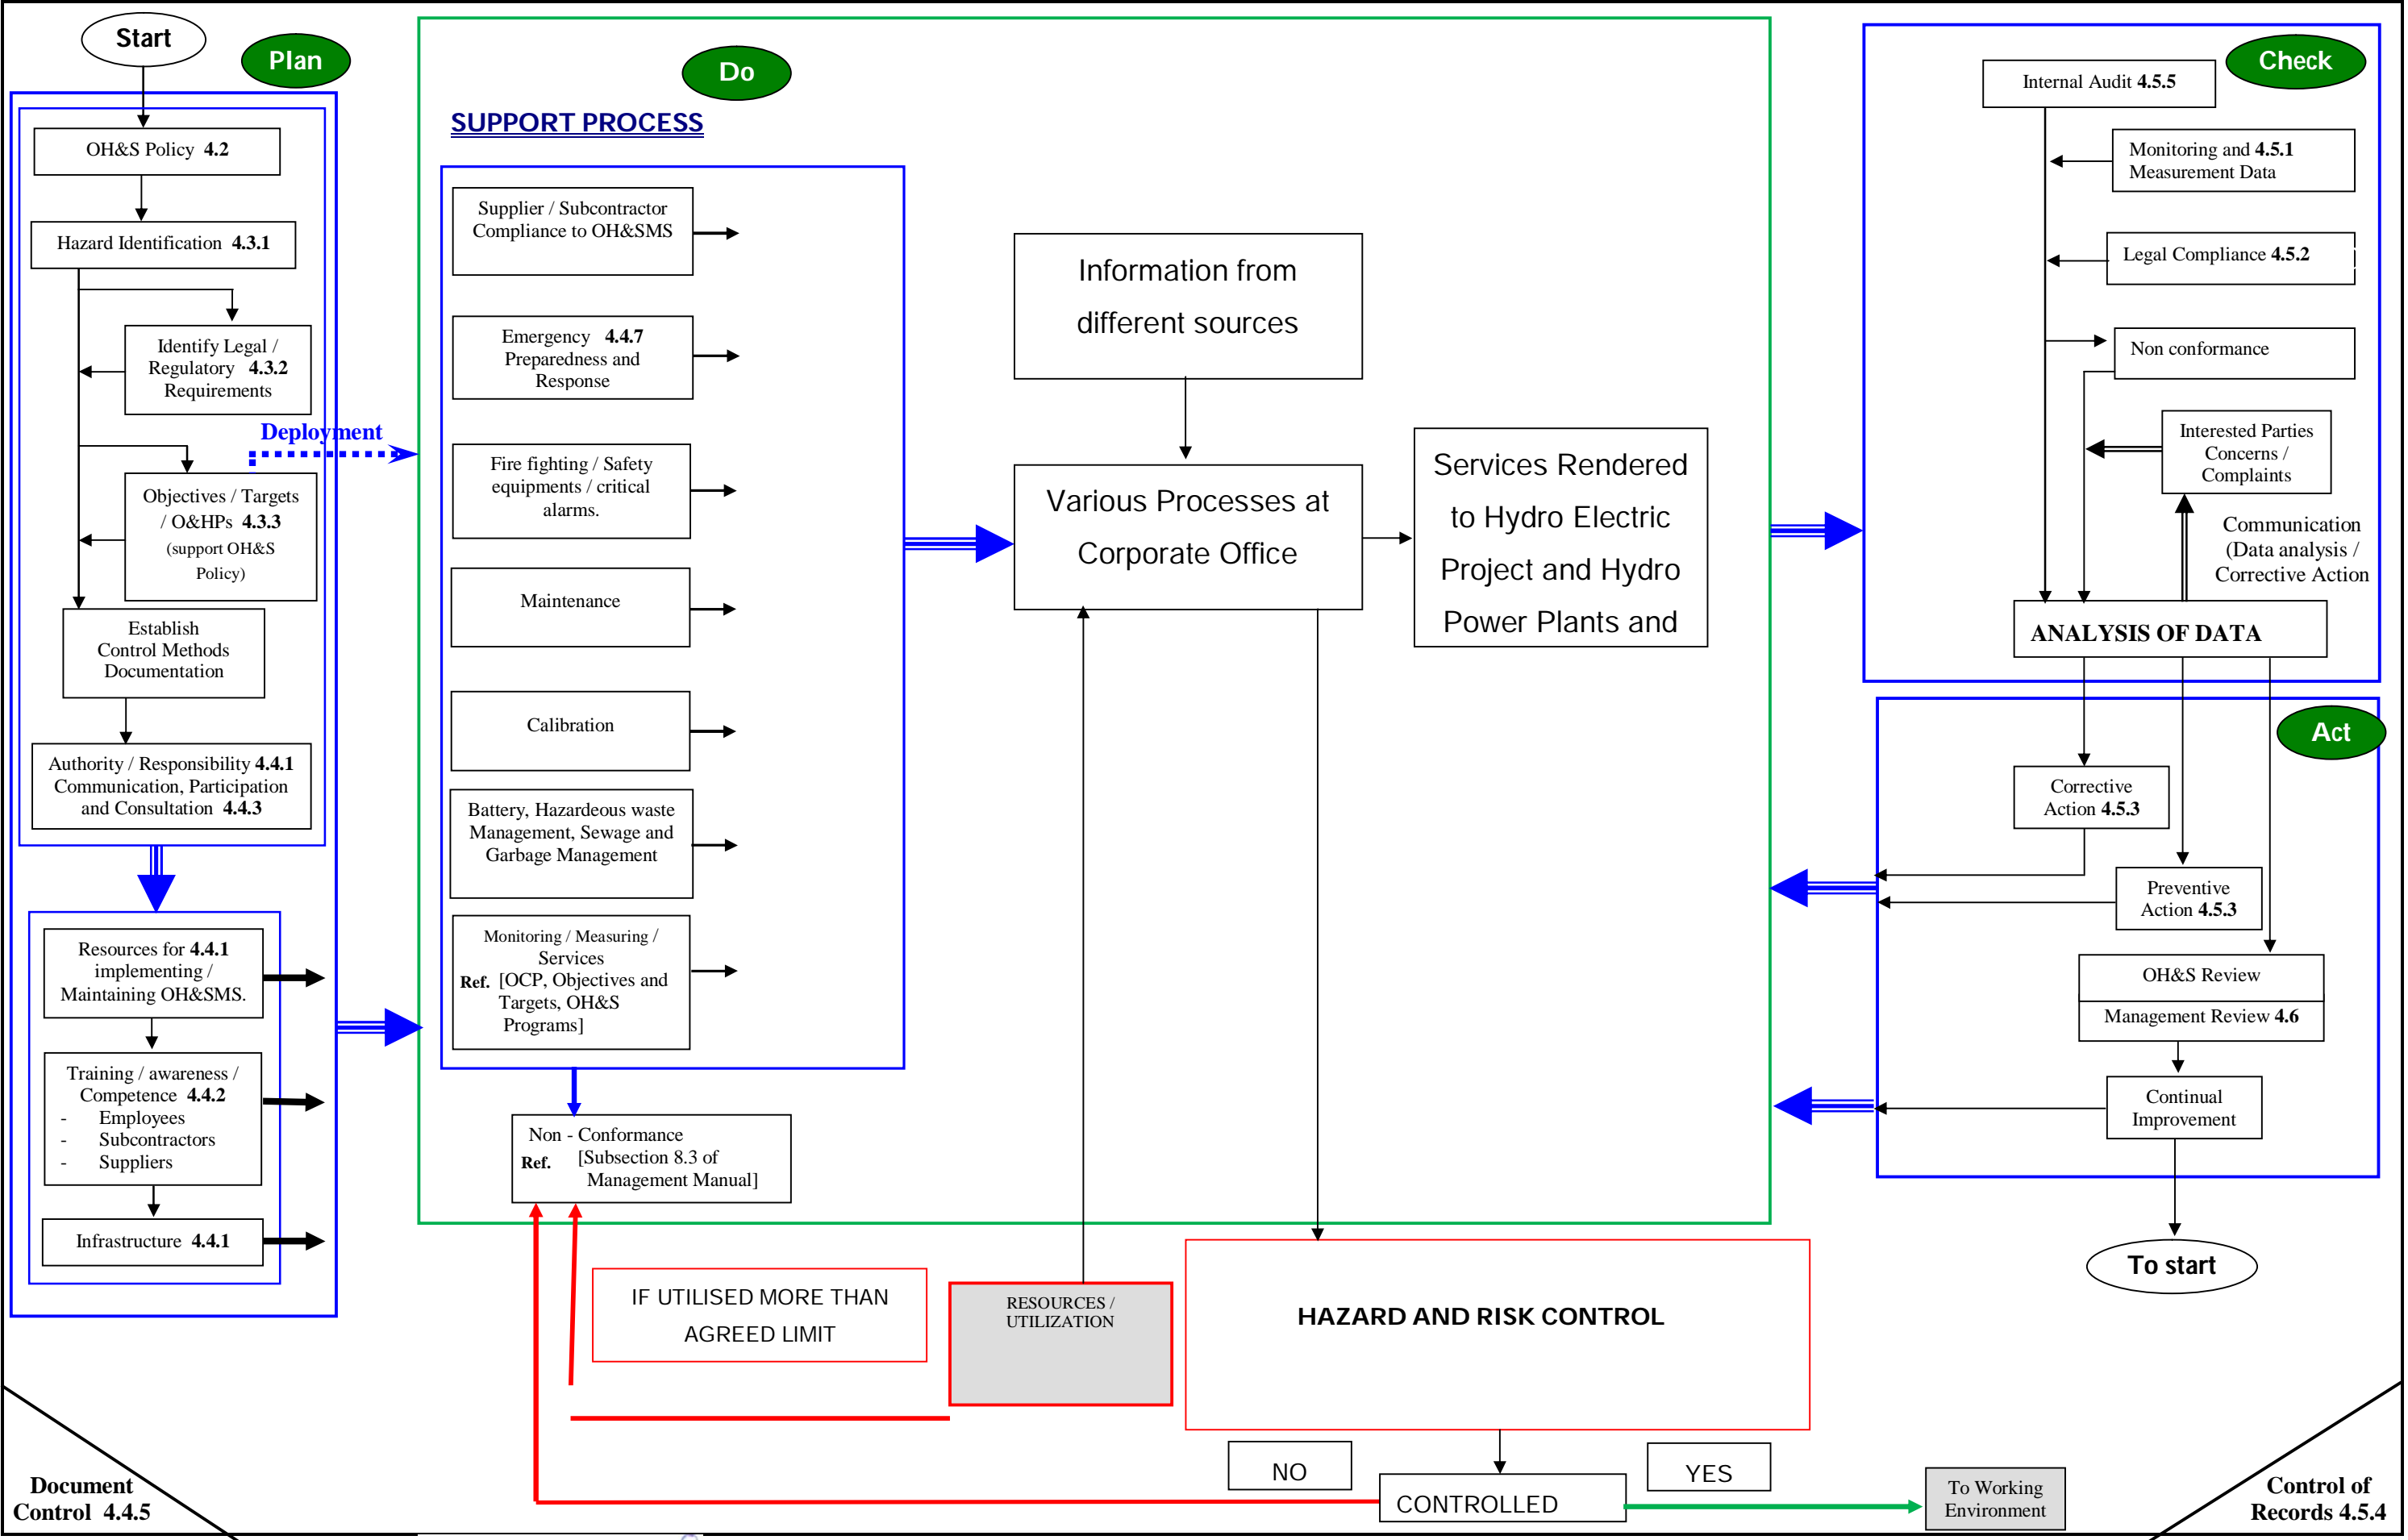 Start
Plan
OH&S Policy 4.2
Hazard Identification 4.3.1
Identify Legal /
Regulatory 4.3.2
Requirements
Deployment
Objectives / Targets
/ O&HPs 4.3.3
(support OH&S
Policy)
Establish
Control Methods
Documentation
Authority / Responsibility 4.4.1
Communication, Participation
and Consultation 4.4.3
Resources for 4.4.1
implementing /
Maintaining OH&SMS.
Training / awareness /
Competence 4.4.2
- Employees
- Subcontractors
- Suppliers
Infrastructure 4.4.1
Do
SUPPORT PROCESS
Supplier / Subcontractor
Compliance to OH&SMS
Emergency 4.4.7
Preparedness and
Response
Fire fighting / Safety
equipments / critical
alarms.
Maintenance
Calibration
Battery, Hazardeous waste
Management, Sewage and
Garbage Management
Monitoring / Measuring /
Services
Ref. [OCP, Objectives and
Targets, OH&S
Programs]
Non - Conformance
Ref. [Subsection 8.3 of
Management Manual]
Information from
different sources
Various Processes at
Corporate Office
Services Rendered
to Hydro Electric
Project and Hydro
Power Plants and
Check
Internal Audit 4.5.5
Monitoring and 4.5.1
Measurement Data
Legal Compliance 4.5.2
Non conformance
Interested Parties
Concerns /
Complaints
Communication
(Data analysis /
Corrective Action
ANALYSIS OF DATA
Act
Corrective
Action 4.5.3
Preventive
Action 4.5.3
OH&S Review
Management Review 4.6
Continual
Improvement
To start
IF UTILISED MORE THAN
AGREED LIMIT
RESOURCES /
UTILIZATION
HAZARD AND RISK CONTROL
NO
YES
CONTROLLED
To Working
Environment
Document
Control 4.4.5
Control of
Records 4.5.4